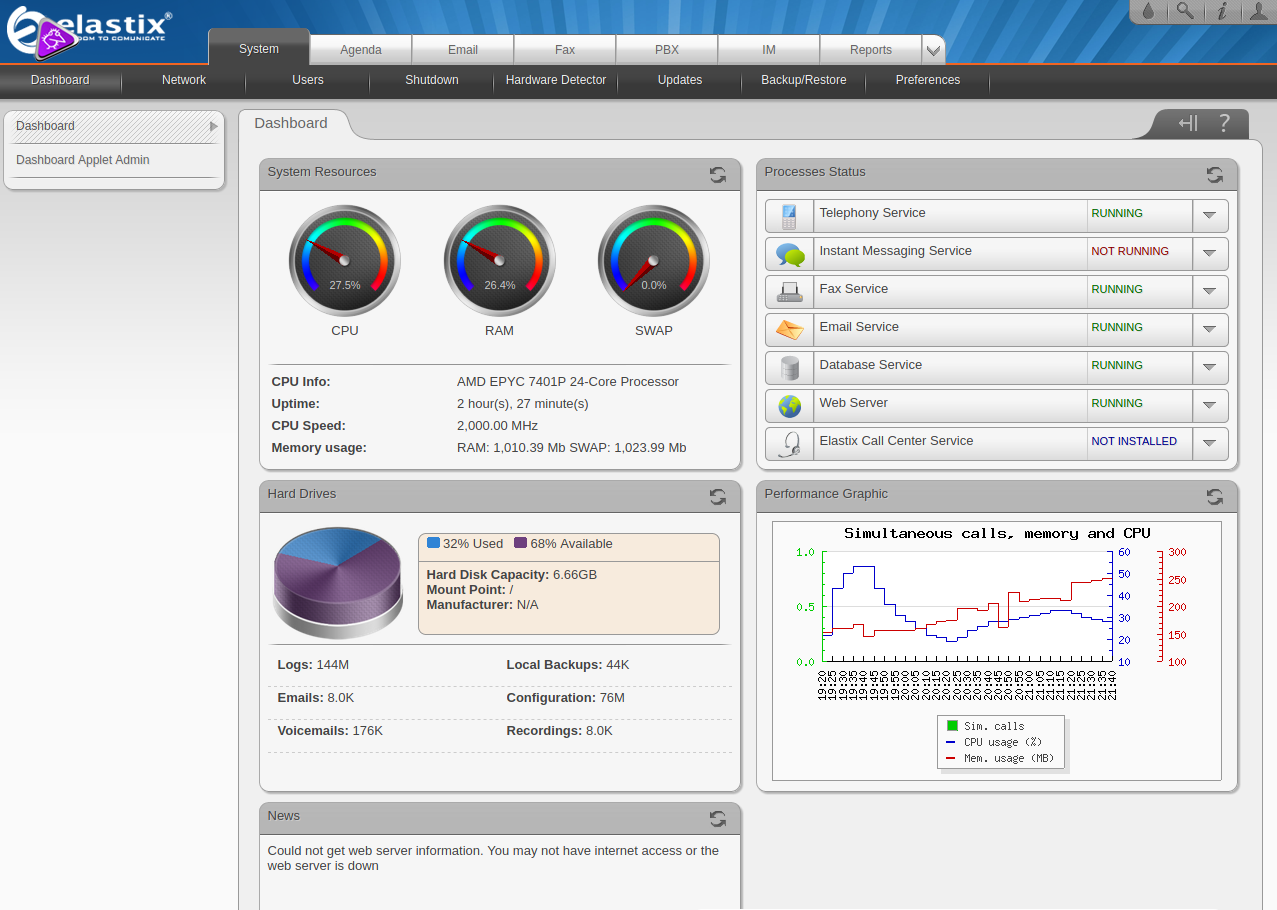 elastix®
DOM TO COMUNICATE
System
Agenda
Email
Fax
PBX
IM
Reports
Dashboard
Network
Users
Shutdown
Hardware Detector
Updates
Backup/Restore
Preferences
Dashboard
Dashboard Applet Admin
Dashboard
?
System Resources
27.5%
26.4%
0.0%
CPU
RAM
SWAP
CPU Info: AMD EPYC 7401P 24-Core Processor
Uptime: 2 hour(s), 27 minute(s)
CPU Speed: 2,000.00 MHz
Memory usage: RAM: 1,010.39 Mb SWAP: 1,023.99 Mb
Processes Status
Telephony Service RUNNING
Instant Messaging Service NOT RUNNING
Fax Service RUNNING
Email Service RUNNING
Database Service RUNNING
Web Server RUNNING
Elastix Call Center Service NOT INSTALLED
Hard Drives
32% Used 68% Available
Hard Disk Capacity: 6.66GB
Mount Point: /
Manufacturer: N/A
Logs: 144M Local Backups: 44K
Emails: 8.0K Configuration: 76M
Voicemails: 176K Recordings: 8.0K
Performance Graphic
Simultaneous calls, memory and CPU
1.0
0.5
0.0
60
50
40
30
20
10
300
250
200
150
100
19:20
19:25
19:30
19:35
19:40
19:45
19:50
19:55
20:00
20:05
20:10
20:15
20:20
20:25
20:30
20:35
20:40
20:45
20:50
20:55
21:00
21:05
21:10
21:15
21:20
21:25
21:30
21:35
21:40
Sim. calls
CPU usage (%)
Mem. usage (MB)
News
Could not get web server information. You may not have internet access or the
web server is down